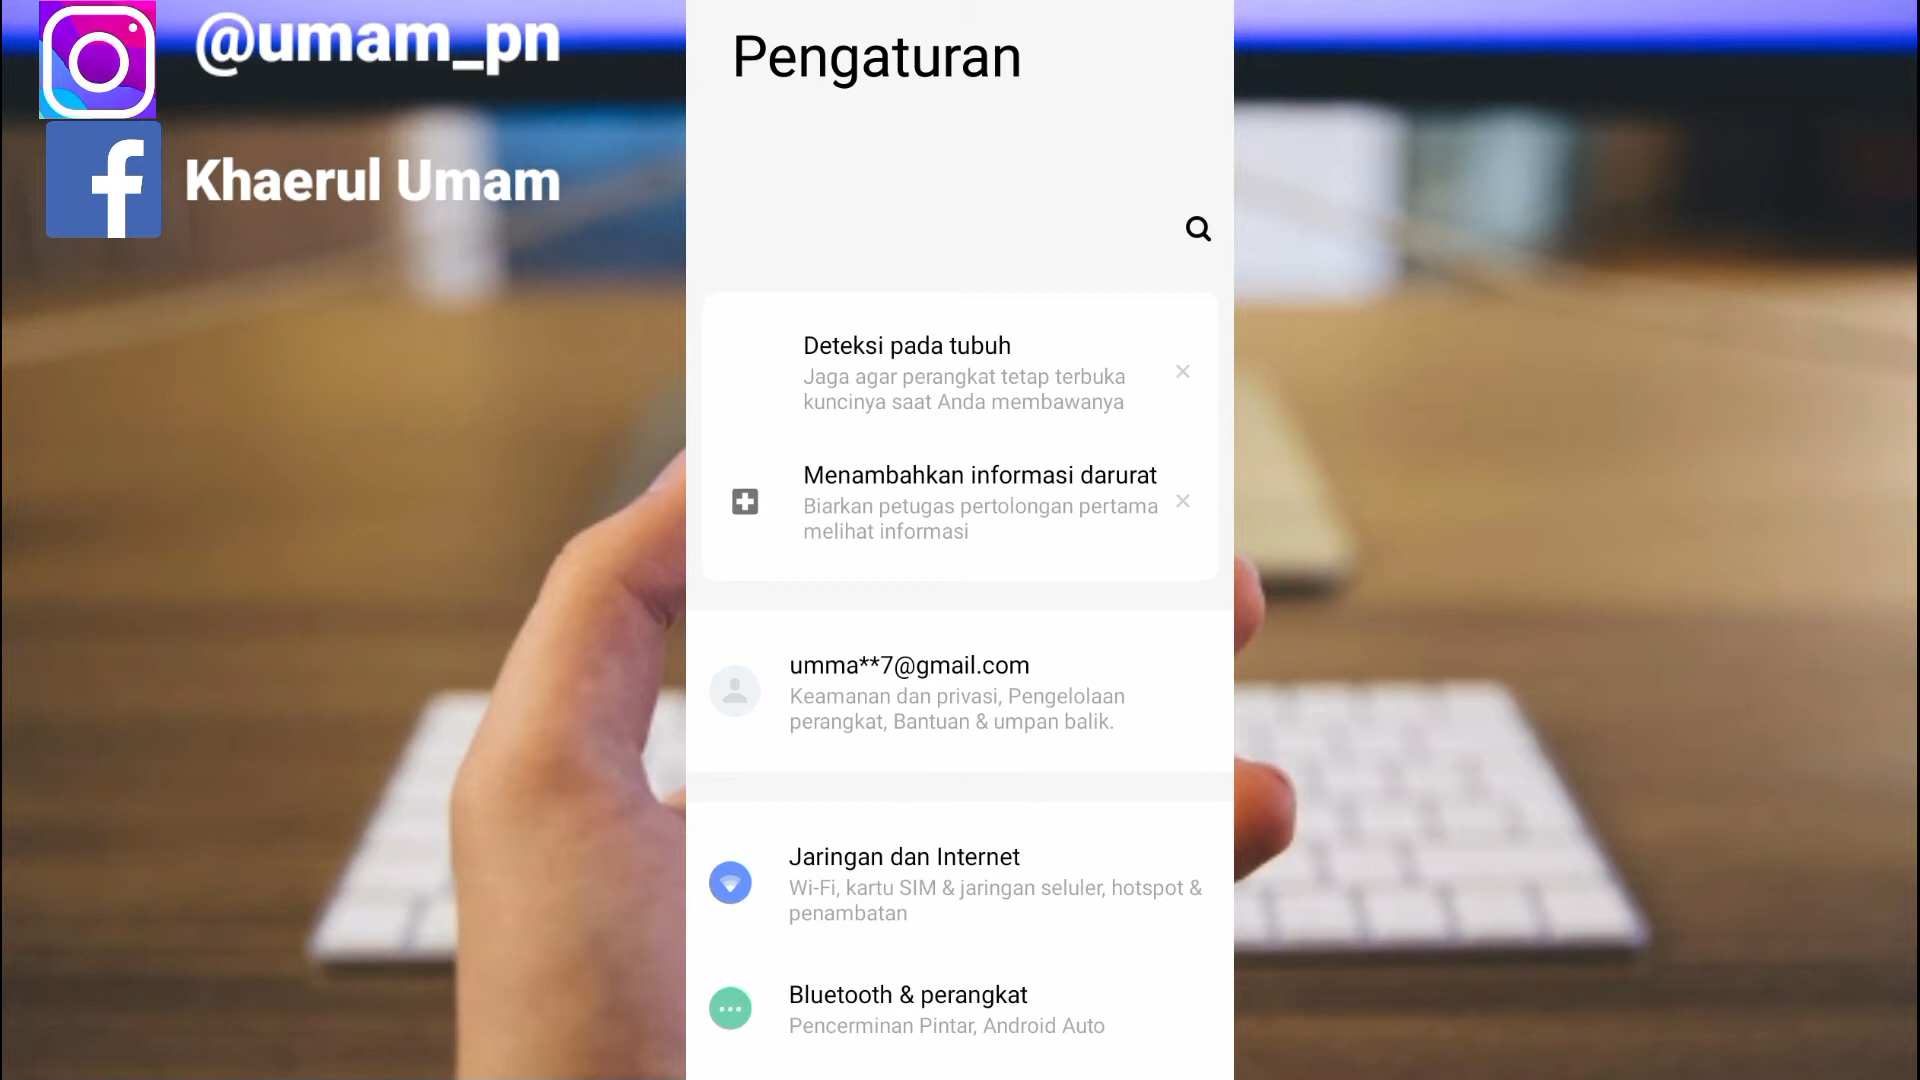 @umam_pn
Khaerul Umam
Pengaturan
Deteksi pada tubuh
Jaga agar perangkat tetap terbuka
kuncinya saat Anda membawanya
Menambahkan informasi darurat
Biarkan petugas pertolongan pertama
melihat informasi
umma**7@gmail.com
Keamanan dan privasi, Pengelolaan
perangkat, Bantuan & umpan balik.
Jaringan dan Internet
Wi-Fi, kartu SIM & jaringan seluler, hotspot &
penambatan
Bluetooth & perangkat
Pencerminan Pintar, Android Auto